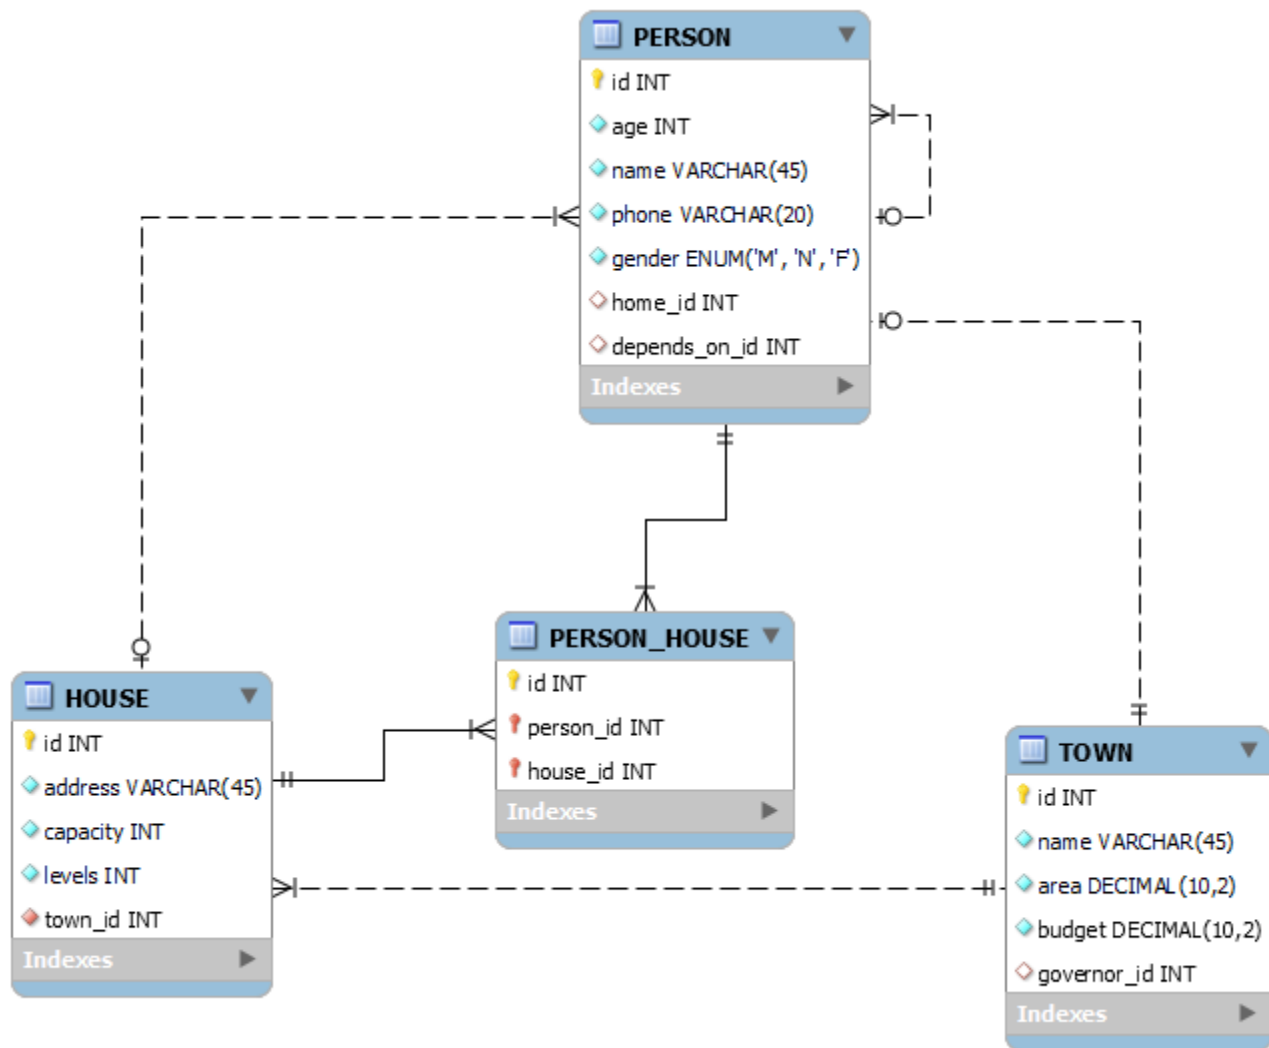 PERSON
id INT
age INT
name VARCHAR(45)
phone VARCHAR(20)
gender ENUM('M', 'N', 'F')
home_id INT
depends_on_id INT
Indexes
PERSON_HOUSE
id INT
person_id INT
house_id INT
Indexes
HOUSE
id INT
address VARCHAR(45)
capacity INT
levels INT
town_id INT
Indexes
TOWN
id INT
name VARCHAR(45)
area DECIMAL(10,2)
budget DECIMAL(10,2)
governor_id INT
Indexes